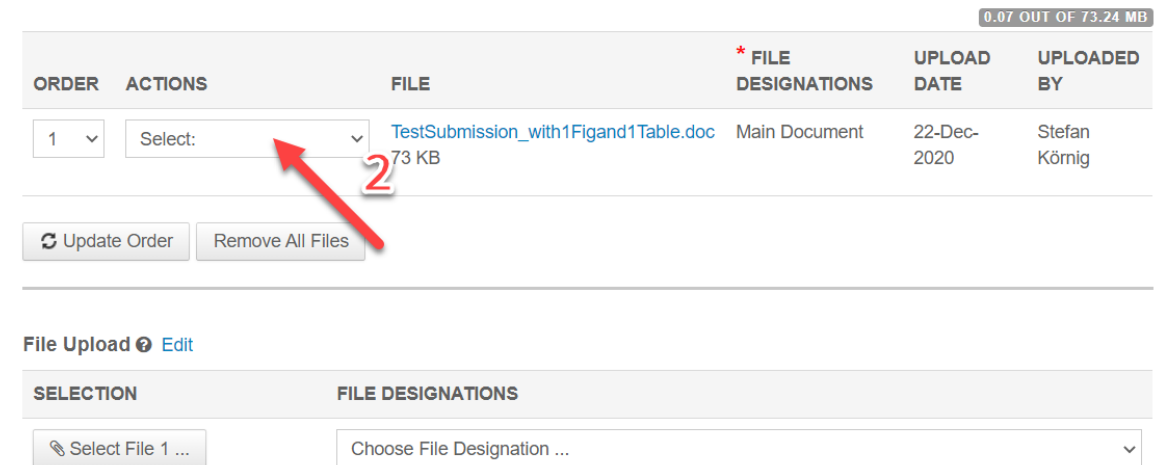 0.07 OUT OF 73.24 MB
* FILE DESIGNATIONS
UPLOAD DATE
UPLOADED BY
ORDER ACTIONS FILE
1 Select: TestSubmission_with1Figand1Table.doc Main Document 22-Dec- Stefan
73 KB 2020 Körnig
2
Update Order Remove All Files
File Upload ? Edit
SELECTION FILE DESIGNATIONS
Select File 1 ... Choose File Designation ...